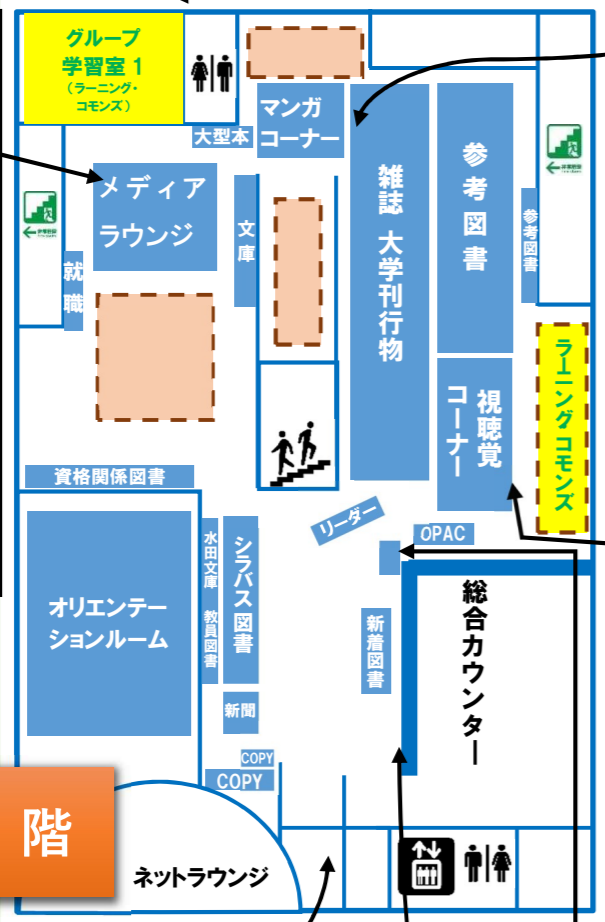 グループ
学習室 1
(ラーニング・
コモンズ)
大型本
マンガ
コーナー
メディア
ラウンジ
文庫
就職
雑誌 大学刊行物
参考図書
参考図書
視聴覚
コーナー
ラーニング コモンズ
資格関係図書
リーダー
OPAC
オリエンテー
ションルーム
水田文庫 教員図書
シラバス図書
新着図書
総合カウンター
新聞
COPY
COPY
階
ネットラウンジ